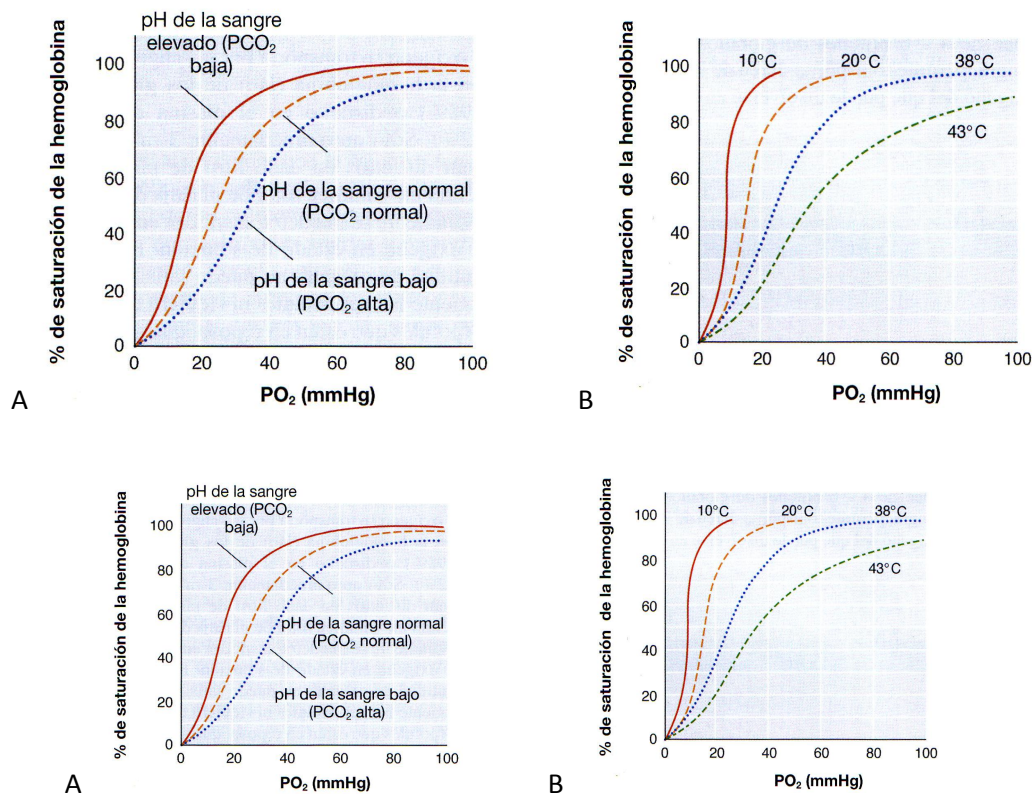 pH de la sangre
elevado (PCO₂
baja)
% de saturación de la hemoglobina
100
80
60
40
20
0
pH de la sangre normal
(PCO₂ normal)
pH de la sangre bajo
(PCO₂ alta)
0 20 40 60 80 100
PO₂ (mmHg)
A
% de saturación de la hemoglobina
100
80
60
40
20
0
10°C 20°C 38°C
43°C
0 20 40 60 80 100
PO₂ (mmHg)
B
pH de la sangre
elevado (PCO₂
baja)
% de saturación de la hemoglobina
100
80
60
40
20
0
pH de la sangre normal
(PCO₂ normal)
pH de la sangre bajo
(PCO₂ alta)
0 20 40 60 80 100
PO₂ (mmHg)
A
% de saturación de la hemoglobina
100
80
60
40
20
0
10°C 20°C 38°C
43°C
0 20 40 60 80 100
PO₂ (mmHg)
B